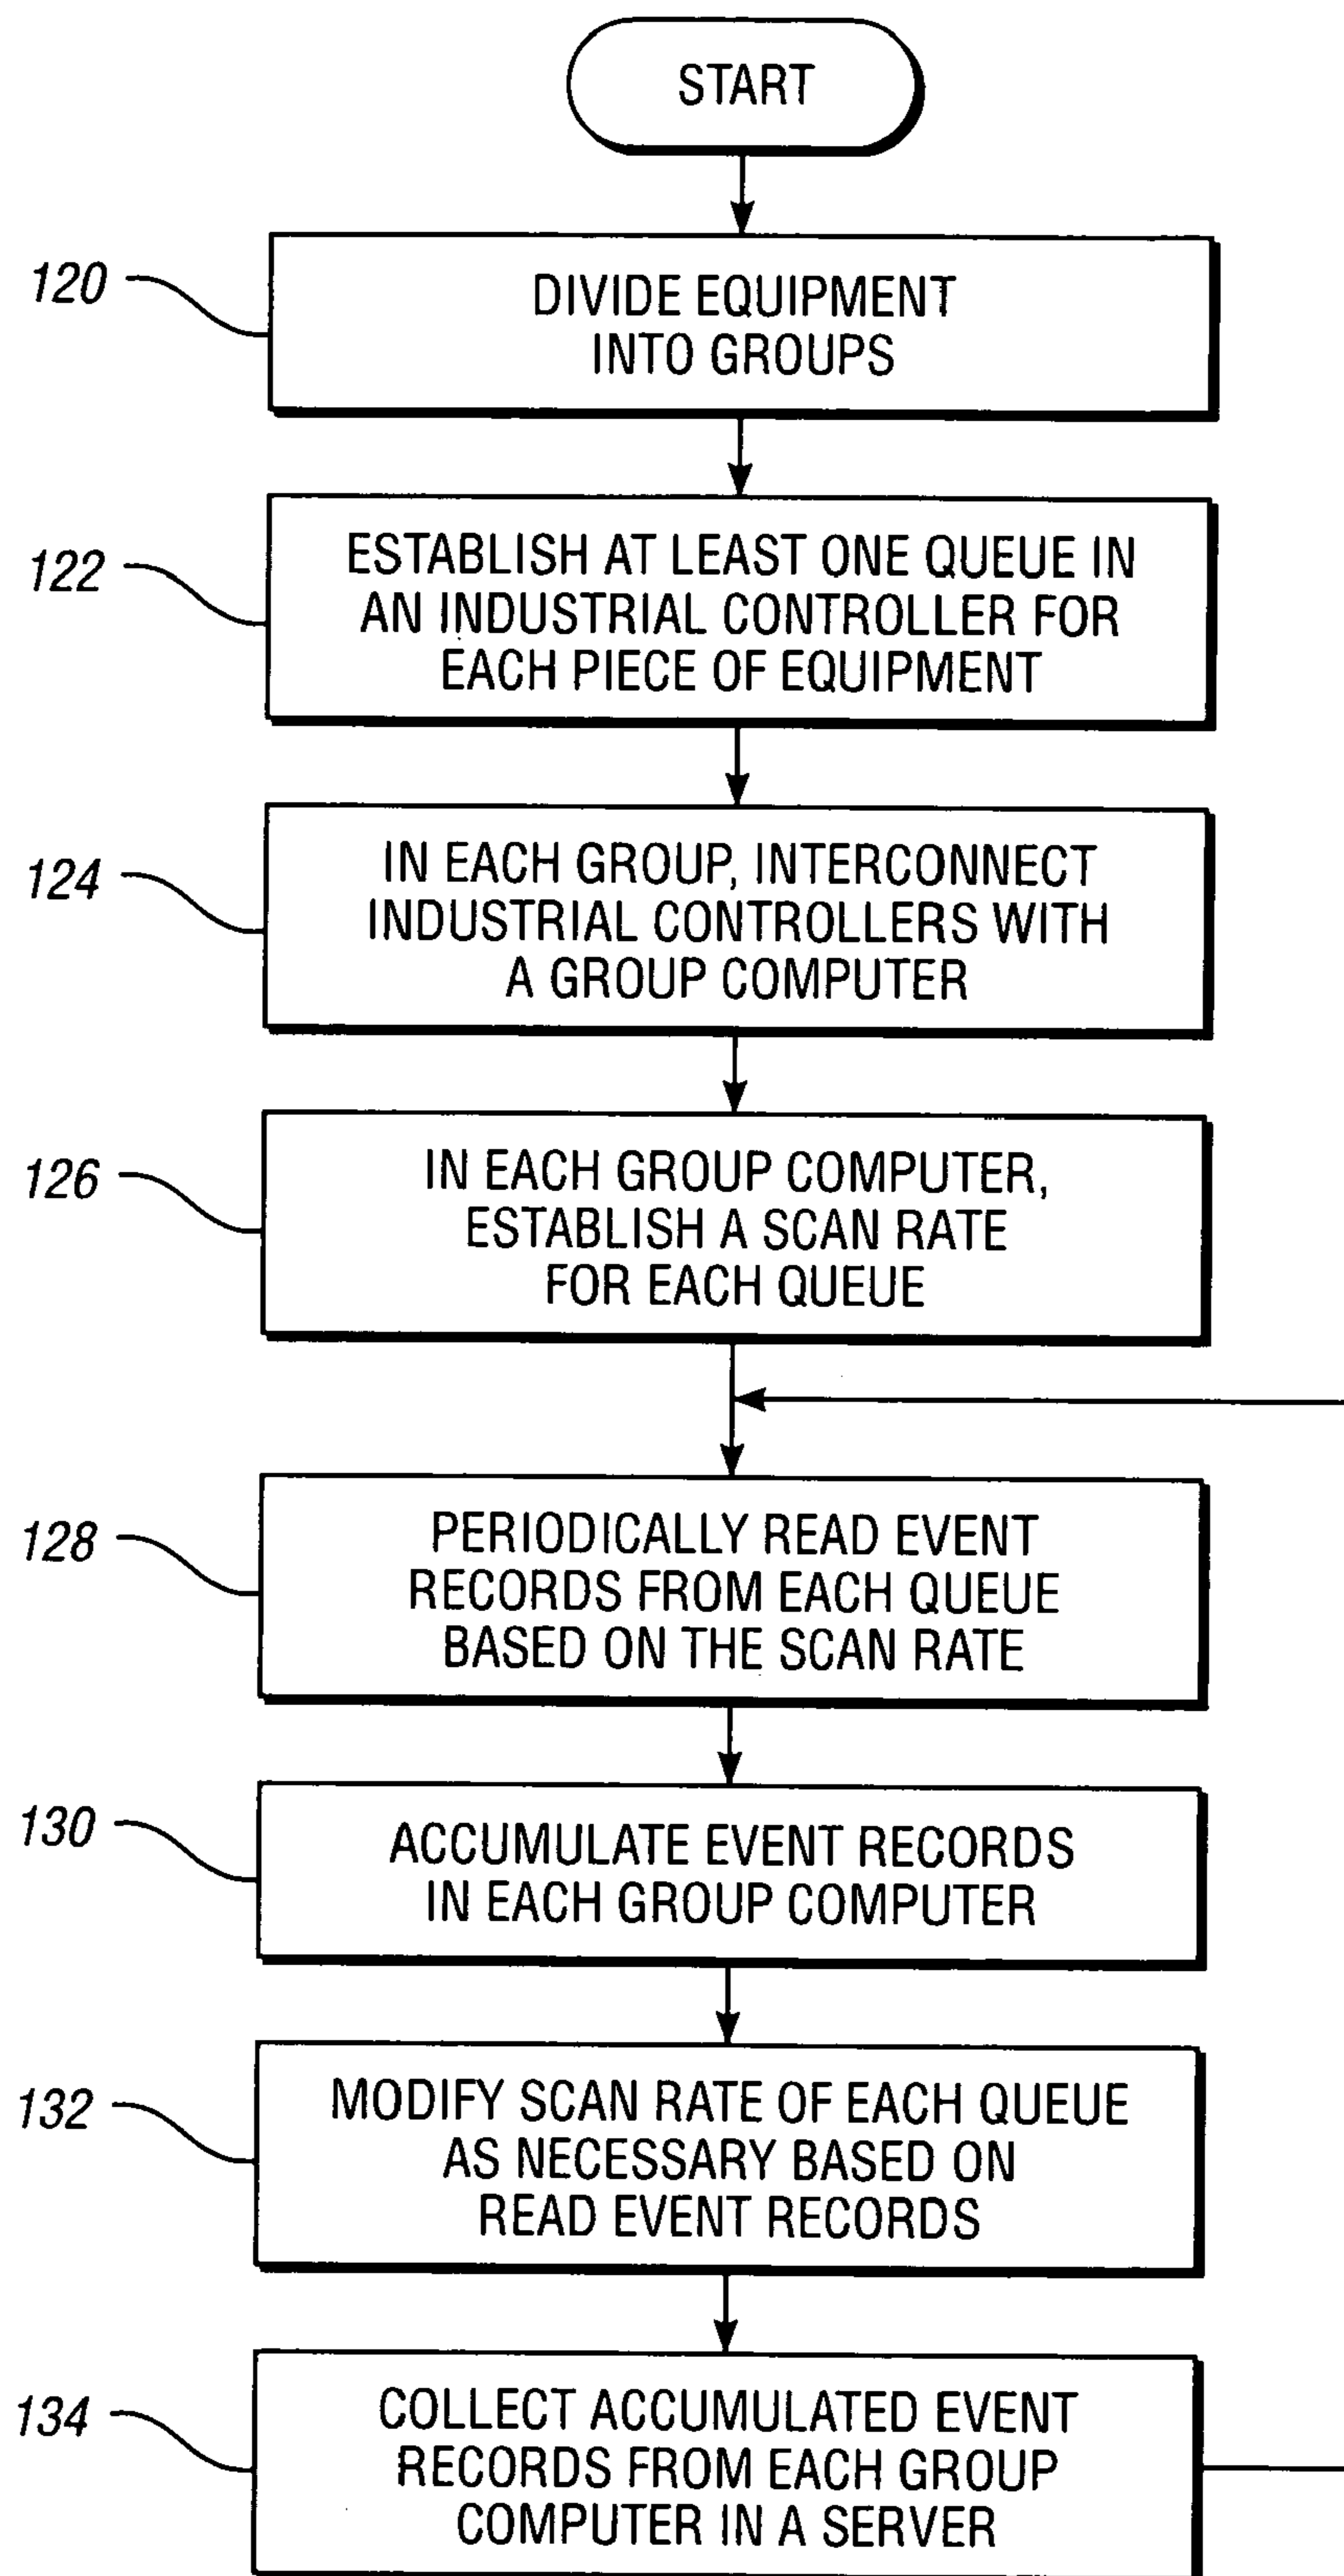 START
120
DIVIDE EQUIPMENT
INTO GROUPS
122
ESTABLISH AT LEAST ONE QUEUE IN
AN INDUSTRIAL CONTROLLER FOR
EACH PIECE OF EQUIPMENT
124
IN EACH GROUP, INTERCONNECT
INDUSTRIAL CONTROLLERS WITH
A GROUP COMPUTER
126
IN EACH GROUP COMPUTER,
ESTABLISH A SCAN RATE
FOR EACH QUEUE
128
PERIODICALLY READ EVENT
RECORDS FROM EACH QUEUE
BASED ON THE SCAN RATE
130
ACCUMULATE EVENT RECORDS
IN EACH GROUP COMPUTER
132
MODIFY SCAN RATE OF EACH QUEUE
AS NECESSARY BASED ON
READ EVENT RECORDS
134
COLLECT ACCUMULATED EVENT
RECORDS FROM EACH GROUP
COMPUTER IN A SERVER